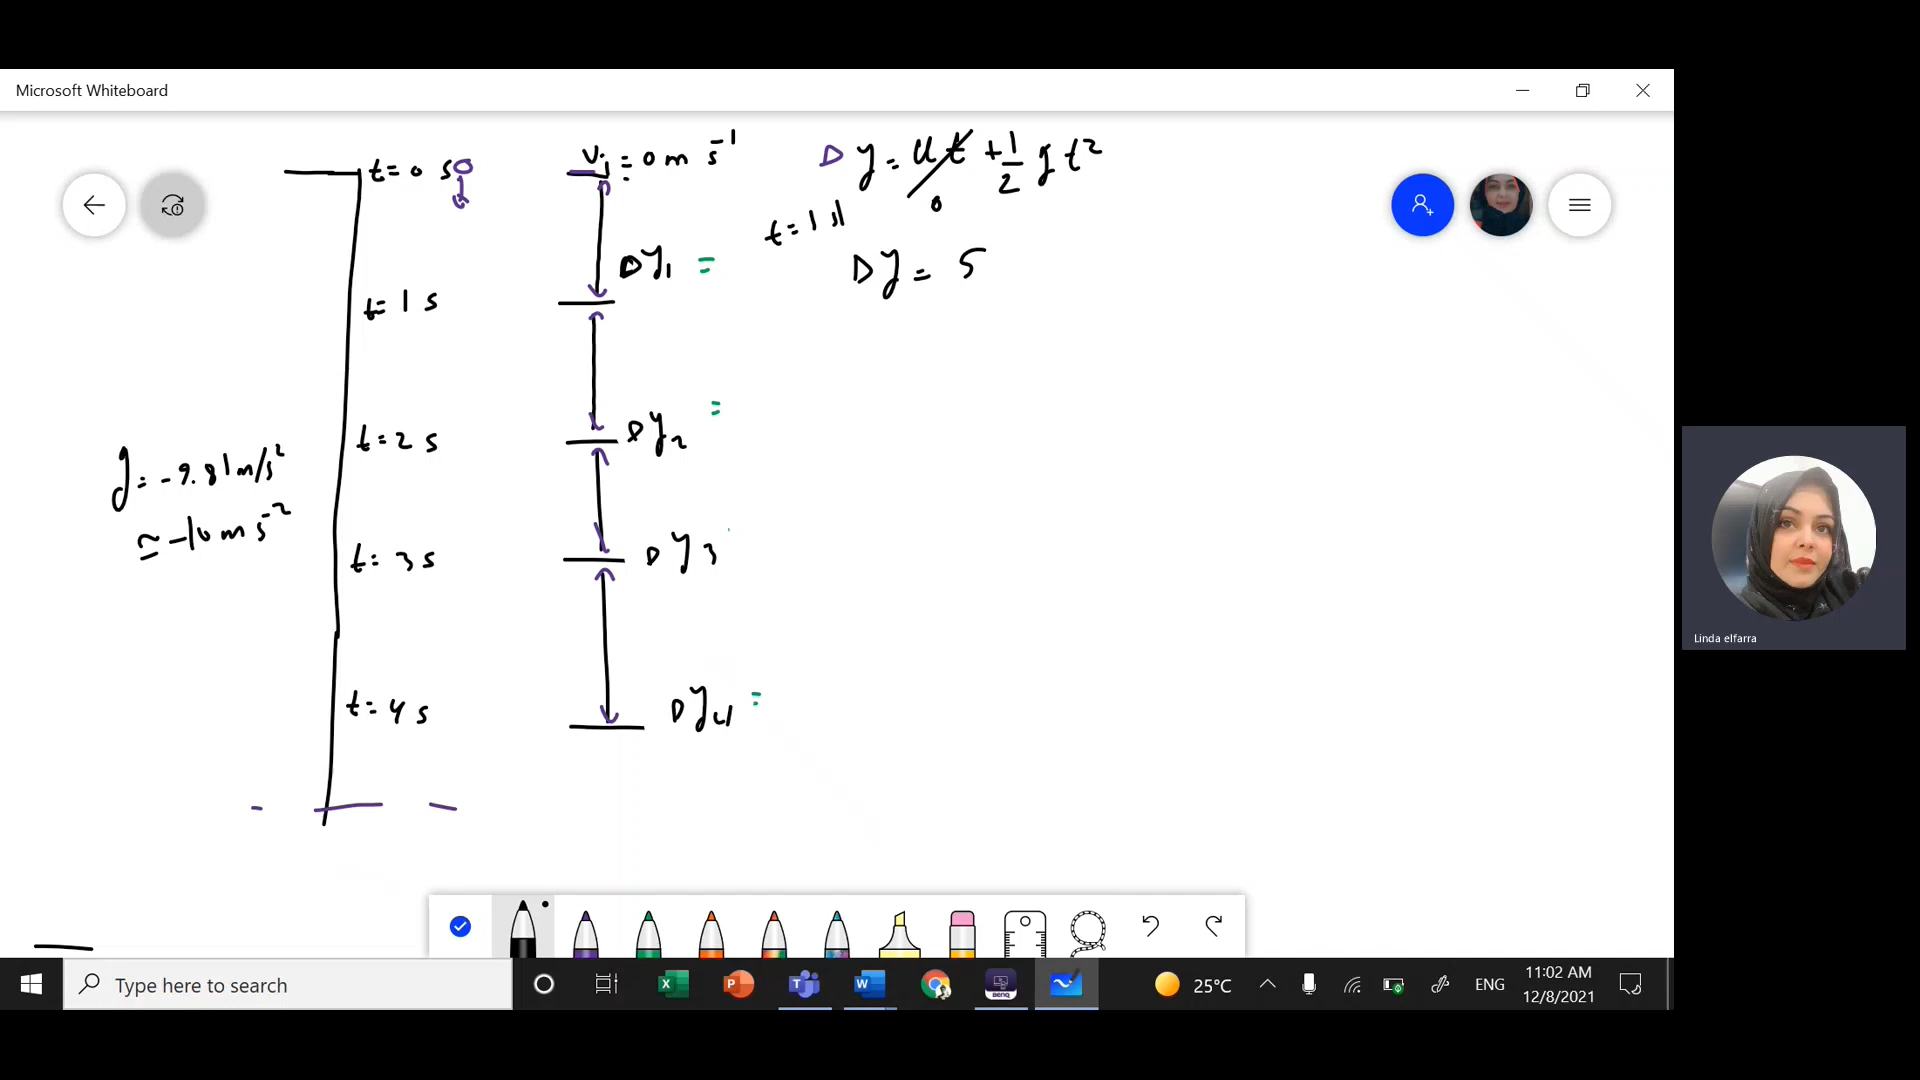 Microsoft Whiteboard
t = 0 s
Vi = 0 m s⁻¹
Δy = ut + 1/2 g t²
0
t = 1 s
Δy₁ =
Δy = 5
t = 1 s
=
t = 2 s
Δy₂
g = -9.81 m/s²
≃ -10 m s⁻²
t = 3 s
Δy₃
t = 4 s
Δy₄ =
Linda elfarra
Type here to search
25°C
ENG
11:02 AM
12/8/2021
BenQ